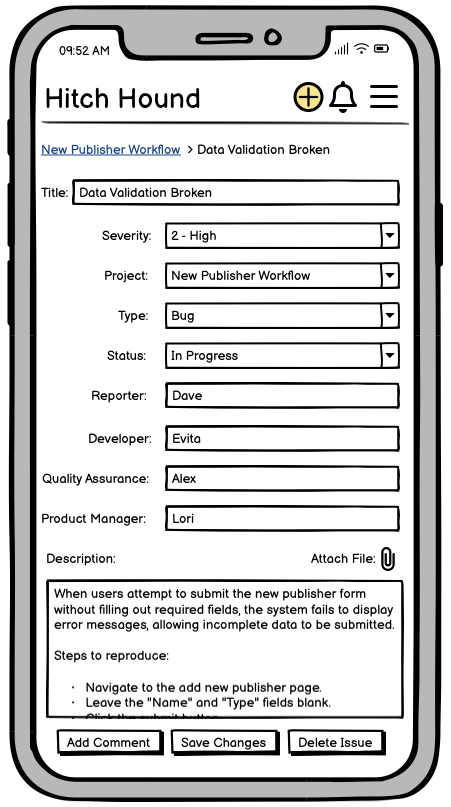 09:52 AM
Hitch Hound
New Publisher Workflow > Data Validation Broken
Title: Data Validation Broken
Severity: 2 - High
Project: New Publisher Workflow
Type: Bug
Status: In Progress
Reporter: Dave
Developer: Evita
Quality Assurance: Alex
Product Manager: Lori
Description: Attach File:
When users attempt to submit the new publisher form
without filling out required fields, the system fails to display
error messages, allowing incomplete data to be submitted.
Steps to reproduce:
· Navigate to the add new publisher page.
· Leave the "Name" and "Type" fields blank.
· Click the submit button
Add Comment Save Changes Delete Issue